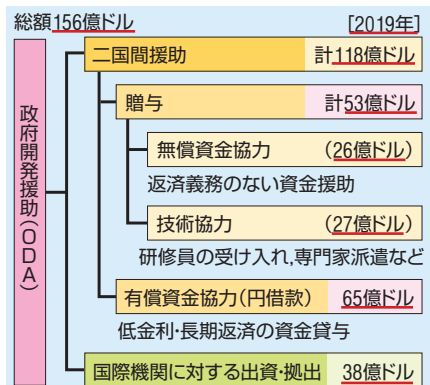 総額156億ドル [2019年]
政府開発援助(ODA)
二国間援助 計118億ドル
贈与 計53億ドル
無償資金協力 (26億ドル)
返済義務のない資金援助
技術協力 (27億ドル)
研修員の受け入れ,専門家派遣など
有償資金協力(円借款) 65億ドル
低金利・長期返済の資金貸与
国際機関に対する出資・拠出 38億ドル